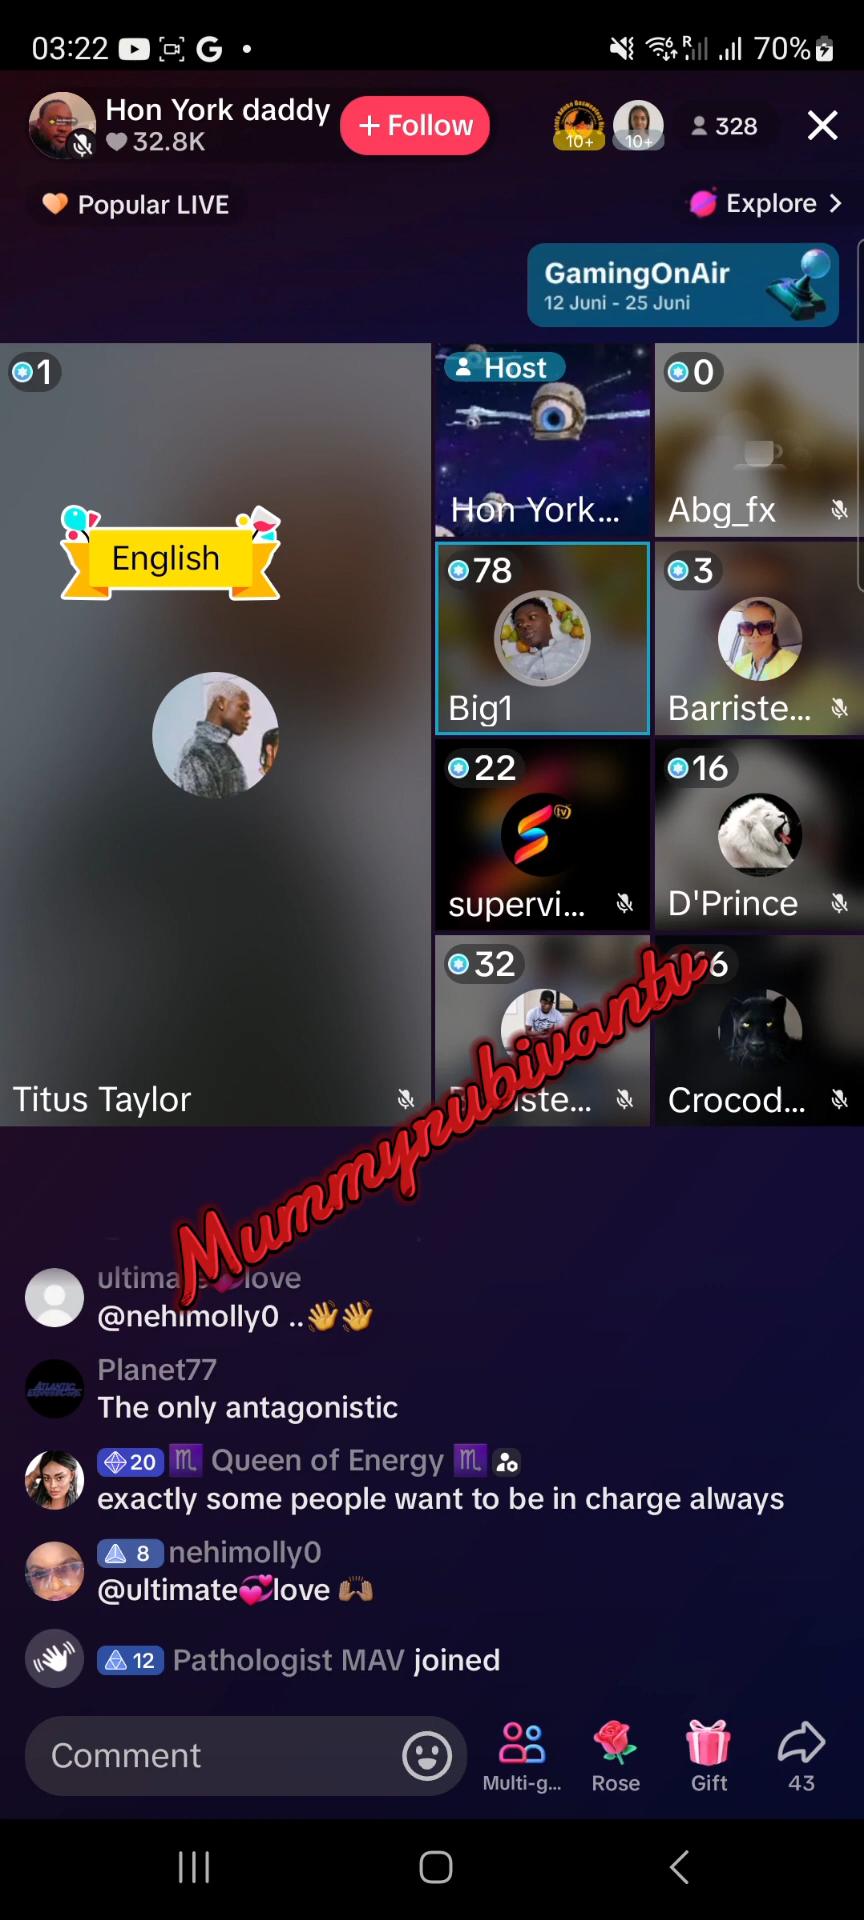 03:22
70%
Hon York daddy
32.8K
+ Follow
10+
10+
328
Popular LIVE
Explore >
GamingOnAir
12 Juni - 25 Juni
1
English
Titus Taylor
Host
Hon York...
0
Abg_fx
78
Big1
3
Barriste...
22
supervi...
16
D'Prince
32
Crocod...
Mummyrubivantv
@nehimolly0 ..👋👋
Planet77
The only antagonistic
20 ♏ Queen of Energy ♏
exactly some people want to be in charge always
8 nehimolly0
@ultimate💞love 🙌🏽
12 Pathologist MAV joined
Comment
Multi-g...
Rose
Gift
43